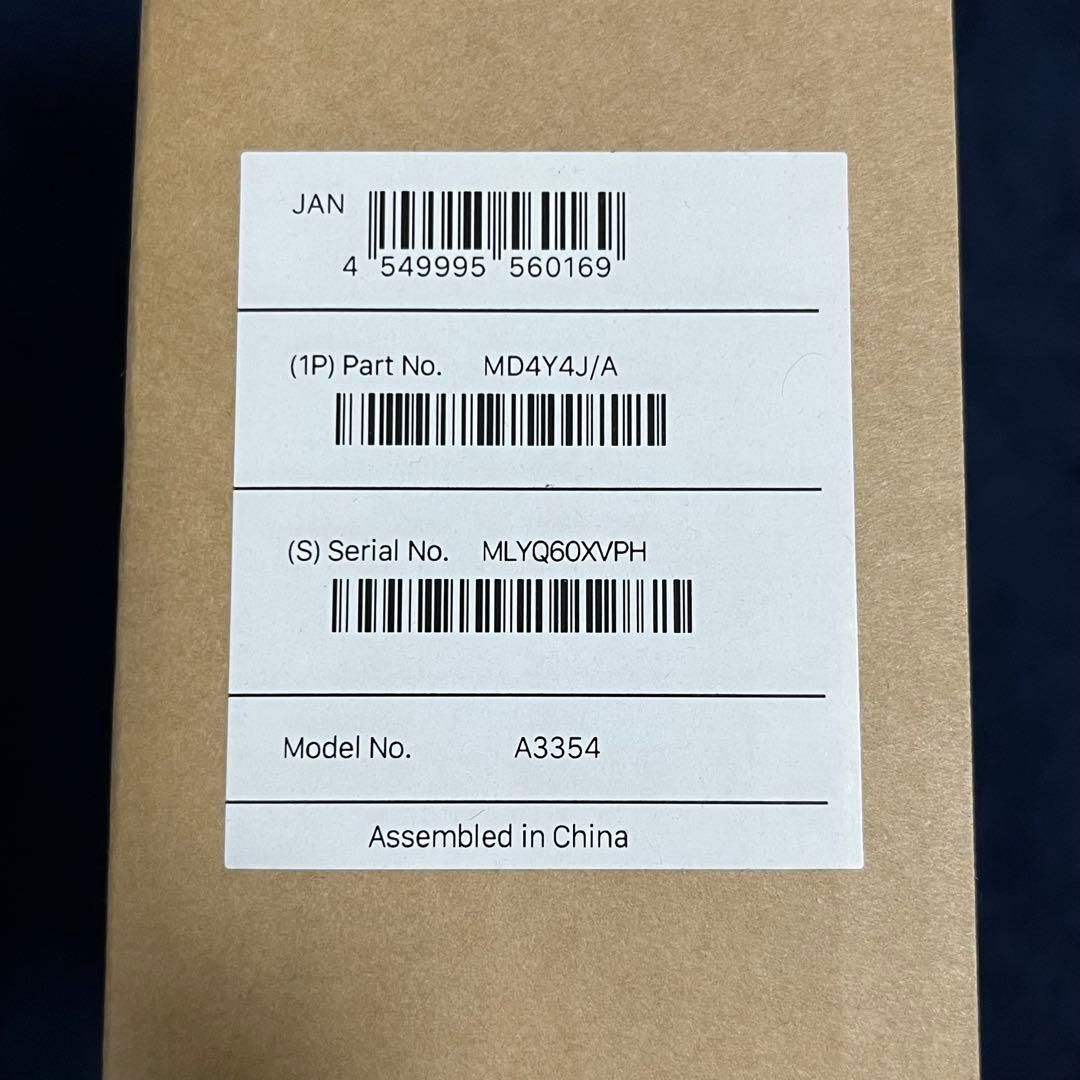 JAN
4 549995 560169
(1P) Part No. MD4Y4J/A
(S) Serial No. MLYQ60XVPH
Model No. A3354
Assembled in China